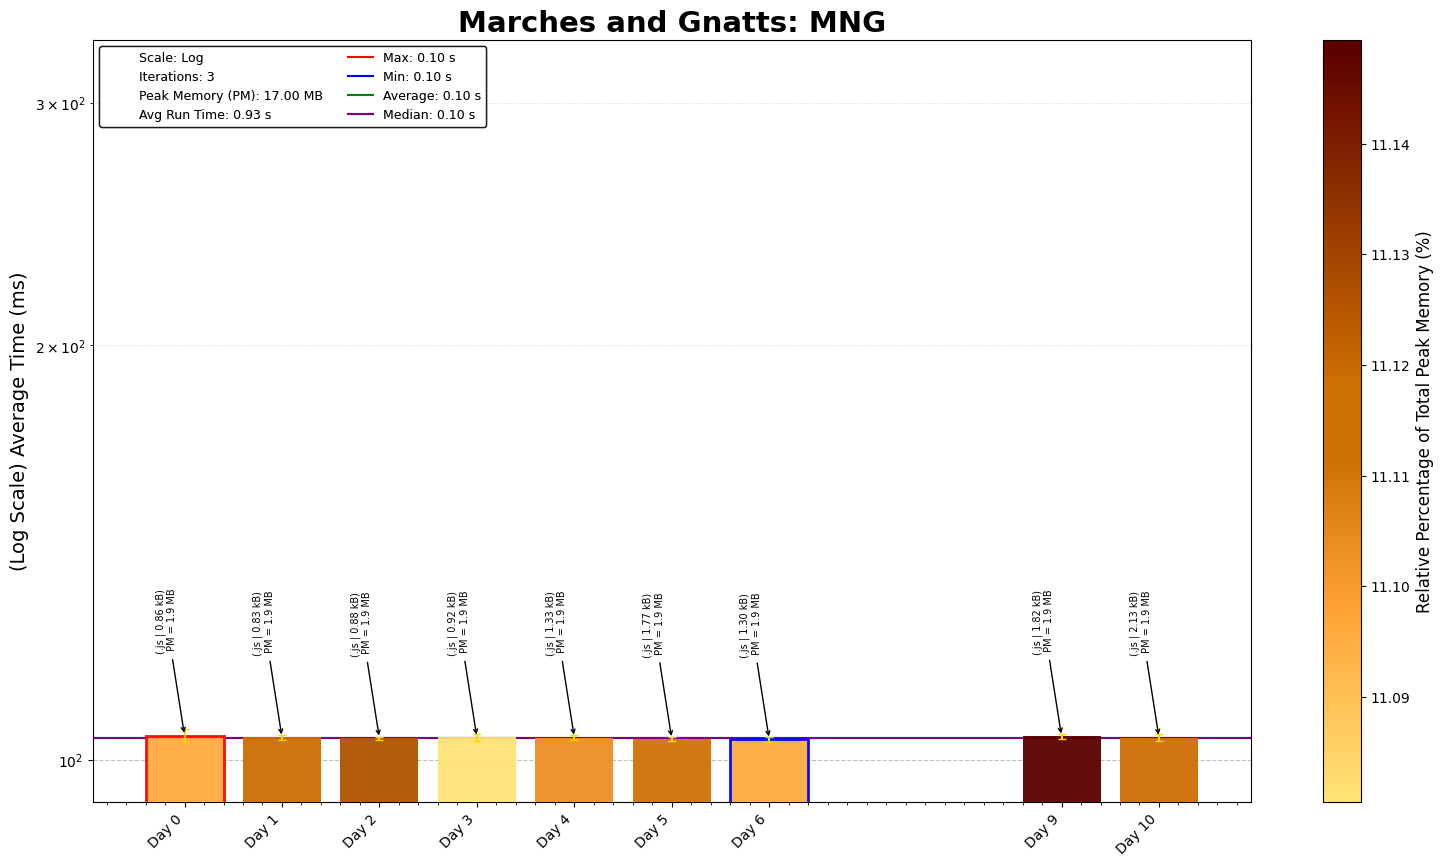 Marches and Gnatts: MNG
Scale: Log
Iterations: 3
Peak Memory (PM): 17.00 MB
Avg Run Time: 0.93 s
Max: 0.10 s
Min: 0.10 s
Average: 0.10 s
Median: 0.10 s
(Log Scale) Average Time (ms)
3 × 10²
2 × 10²
10²
(.js | 0.86 kB)
PM = 1.9 MB
(.js | 0.83 kB)
PM = 1.9 MB
(.js | 0.88 kB)
PM = 1.9 MB
(.js | 0.92 kB)
PM = 1.9 MB
(.js | 1.33 kB)
PM = 1.9 MB
(.js | 1.77 kB)
PM = 1.9 MB
(.js | 1.30 kB)
PM = 1.9 MB
(.js | 1.82 kB)
PM = 1.9 MB
(.js | 2.13 kB)
PM = 1.9 MB
Day 0
Day 1
Day 2
Day 3
Day 4
Day 5
Day 6
Day 9
Day 10
11.14
11.13
11.12
11.11
11.10
11.09
Relative Percentage of Total Peak Memory (%)